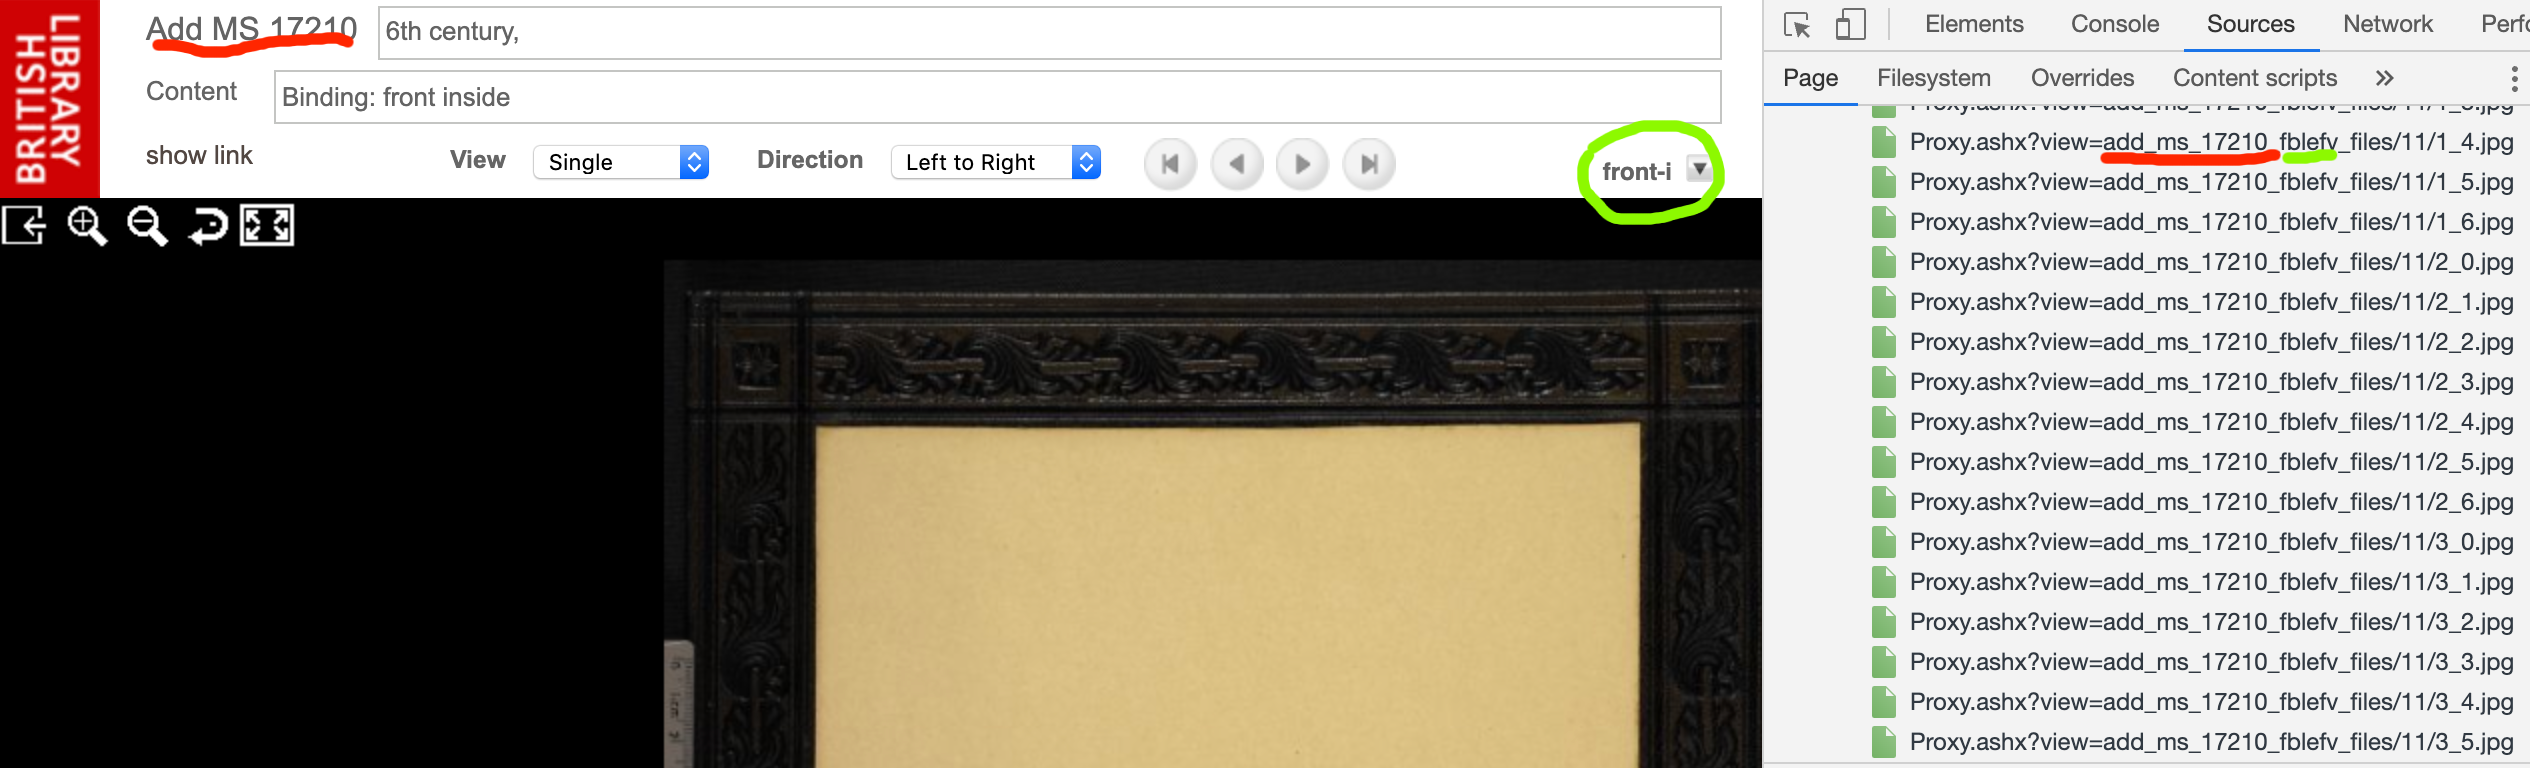 BRITISH
LIBRARY
Add MS 17210
6th century,
Content
Binding: front inside
show link
View
Single
Direction
Left to Right
front-i
Elements
Console
Sources
Network
Page
Filesystem
Overrides
Content scripts
Proxy.ashx?view=add_ms_17210_fblefv_files/11/1_3.jpg
Proxy.ashx?view=add_ms_17210_fblefv_files/11/1_4.jpg
Proxy.ashx?view=add_ms_17210_fblefv_files/11/1_5.jpg
Proxy.ashx?view=add_ms_17210_fblefv_files/11/1_6.jpg
Proxy.ashx?view=add_ms_17210_fblefv_files/11/2_0.jpg
Proxy.ashx?view=add_ms_17210_fblefv_files/11/2_1.jpg
Proxy.ashx?view=add_ms_17210_fblefv_files/11/2_2.jpg
Proxy.ashx?view=add_ms_17210_fblefv_files/11/2_3.jpg
Proxy.ashx?view=add_ms_17210_fblefv_files/11/2_4.jpg
Proxy.ashx?view=add_ms_17210_fblefv_files/11/2_5.jpg
Proxy.ashx?view=add_ms_17210_fblefv_files/11/2_6.jpg
Proxy.ashx?view=add_ms_17210_fblefv_files/11/3_0.jpg
Proxy.ashx?view=add_ms_17210_fblefv_files/11/3_1.jpg
Proxy.ashx?view=add_ms_17210_fblefv_files/11/3_2.jpg
Proxy.ashx?view=add_ms_17210_fblefv_files/11/3_3.jpg
Proxy.ashx?view=add_ms_17210_fblefv_files/11/3_4.jpg
Proxy.ashx?view=add_ms_17210_fblefv_files/11/3_5.jpg